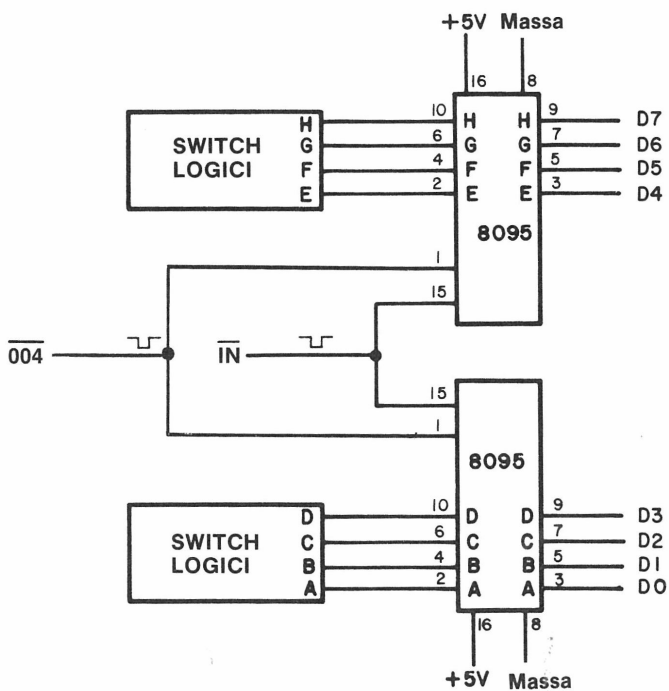 +5V Massa
16 8
SWITCH LOGICI
H 10 H H 9 D7
G 6 G G 7 D6
F 4 F F 5 D5
E 2 E E 3 D4
8095
1
15
004 IN
15
1
8095
SWITCH LOGICI
D 10 D D 9 D3
C 6 C C 7 D2
B 4 B B 5 D1
A 2 A A 3 D0
16 8
+5V Massa